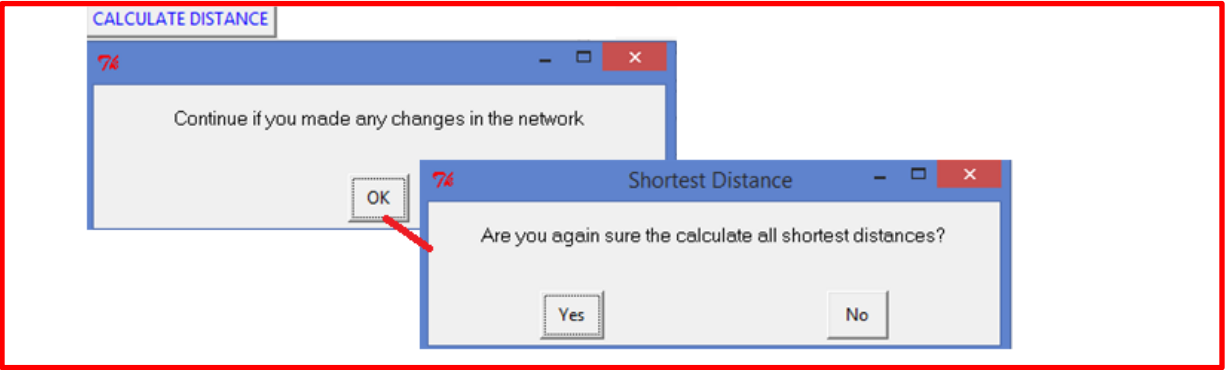 CALCULATE DISTANCE
Continue if you made any changes in the network
OK
Shortest Distance
Are you again sure the calculate all shortest distances?
Yes
No